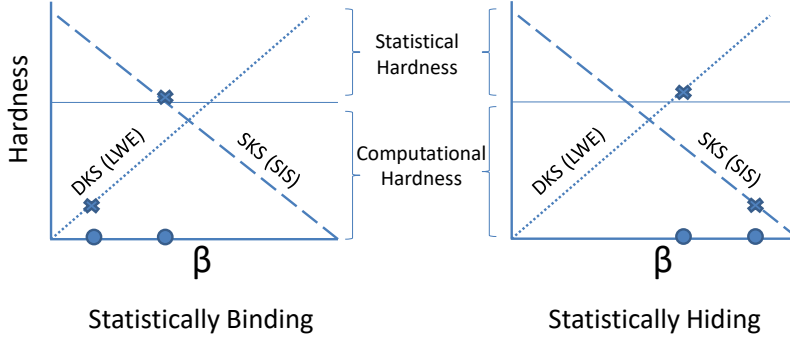 Hardness
DKS (LWE)
SKS (SIS)
β
Statistically Binding
Statistical
Hardness
Computational
Hardness
DKS (LWE)
SKS (SIS)
β
Statistically Hiding